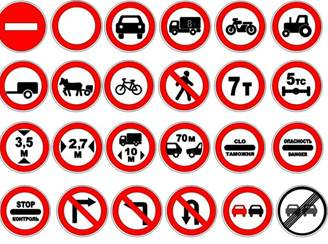 8
7Т
5ТС
3,5
М
2,7
М
10
М
70М
CLO
ТАМОЖНЯ
ОПАСНОСТЬ
DANGER
STOP
КОНТРОЛЬ